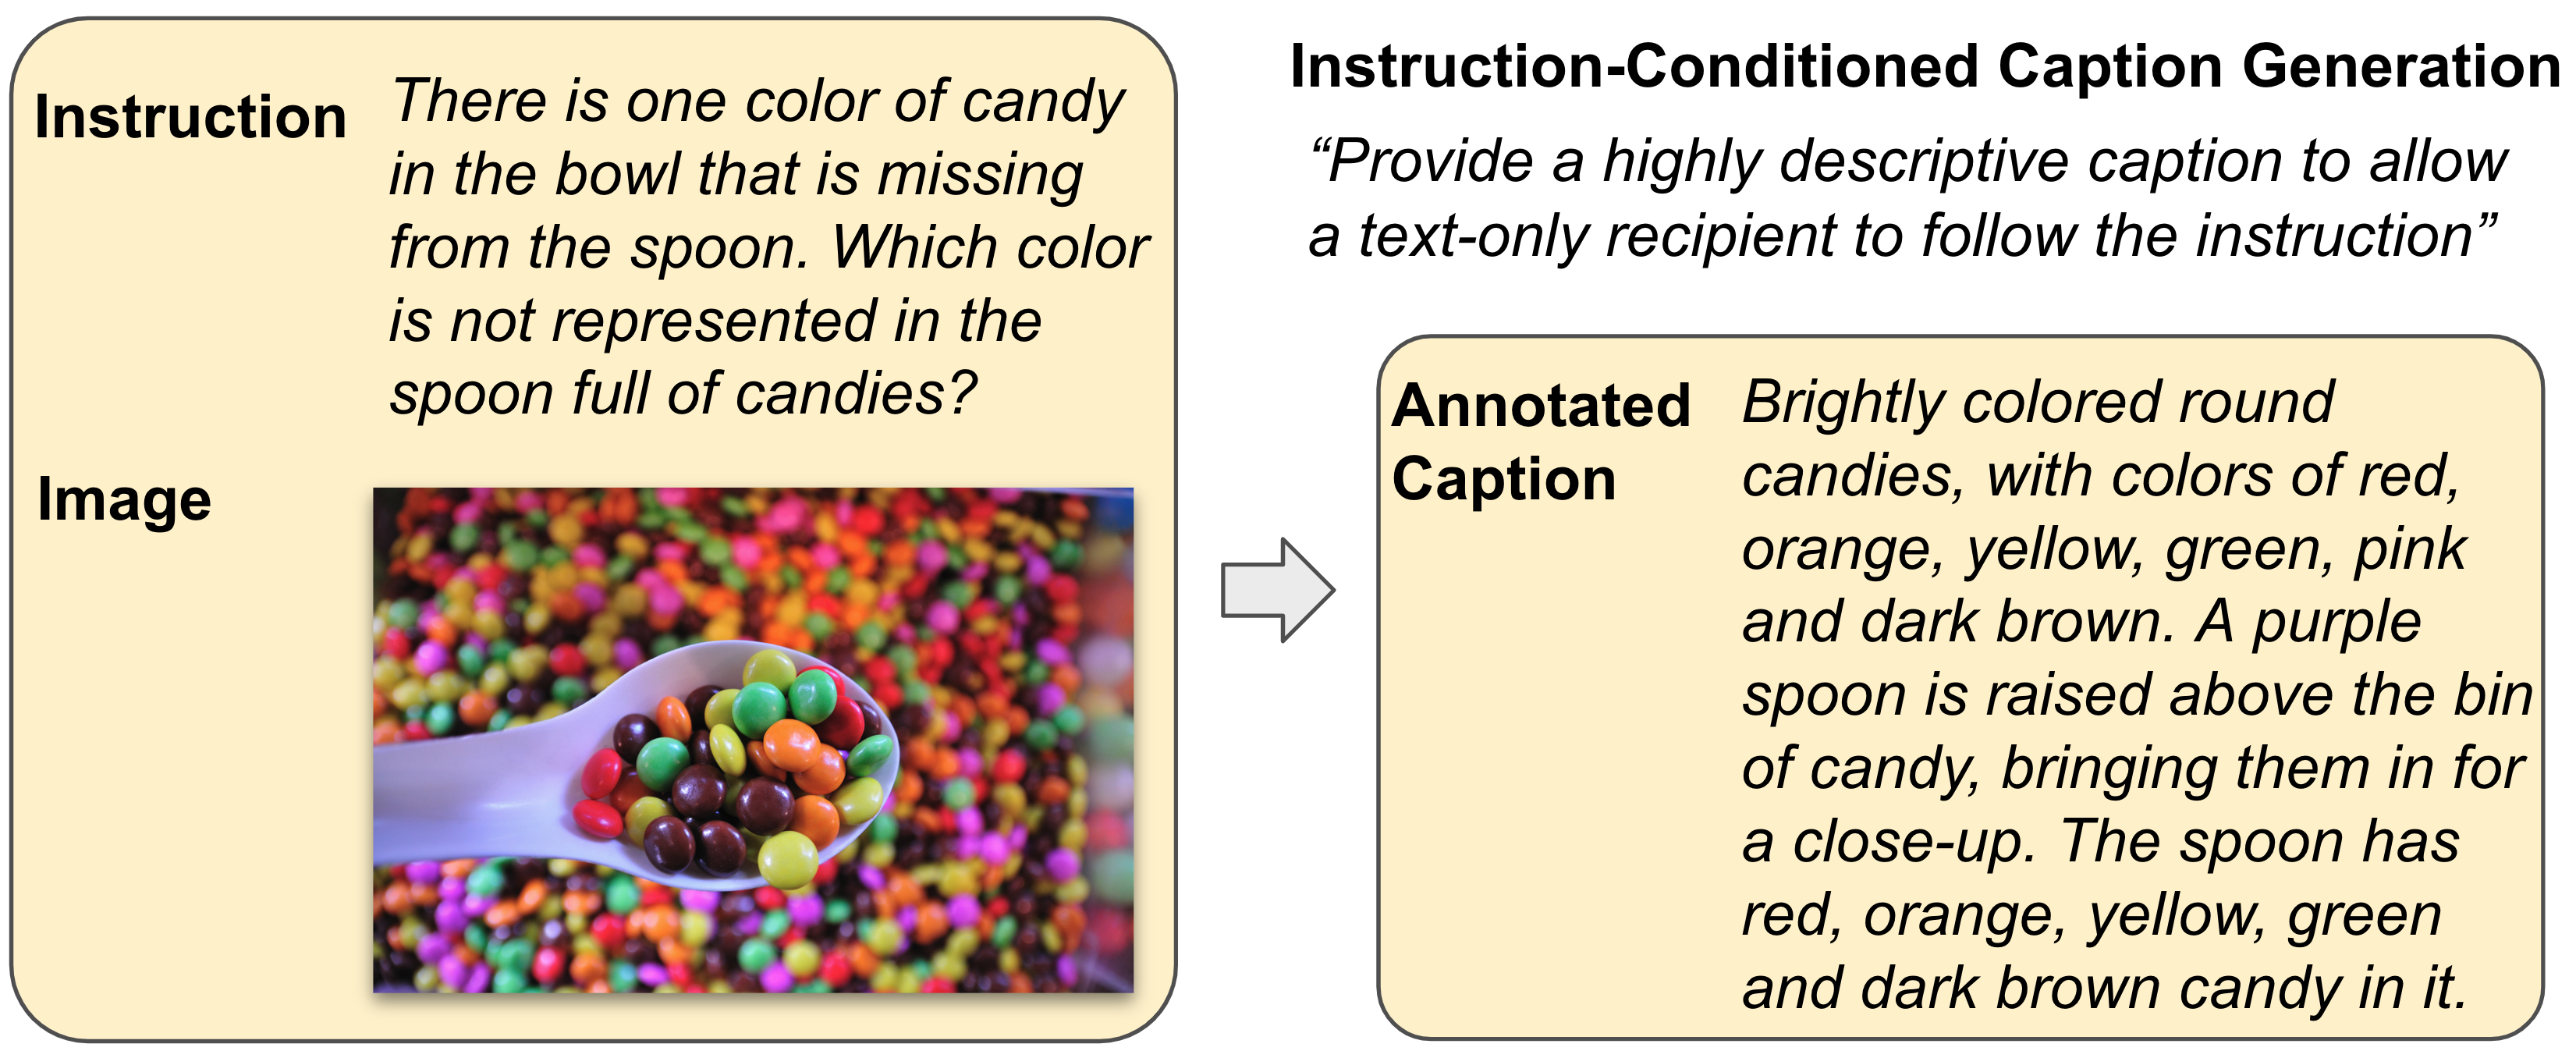 Instruction
There is one color of candy
in the bowl that is missing
from the spoon. Which color
is not represented in the
spoon full of candies?
Image
Instruction-Conditioned Caption Generation
“Provide a highly descriptive caption to allow
a text-only recipient to follow the instruction”
Annotated
Caption
Brightly colored round
candies, with colors of red,
orange, yellow, green, pink
and dark brown. A purple
spoon is raised above the bin
of candy, bringing them in for
a close-up. The spoon has
red, orange, yellow, green
and dark brown candy in it.